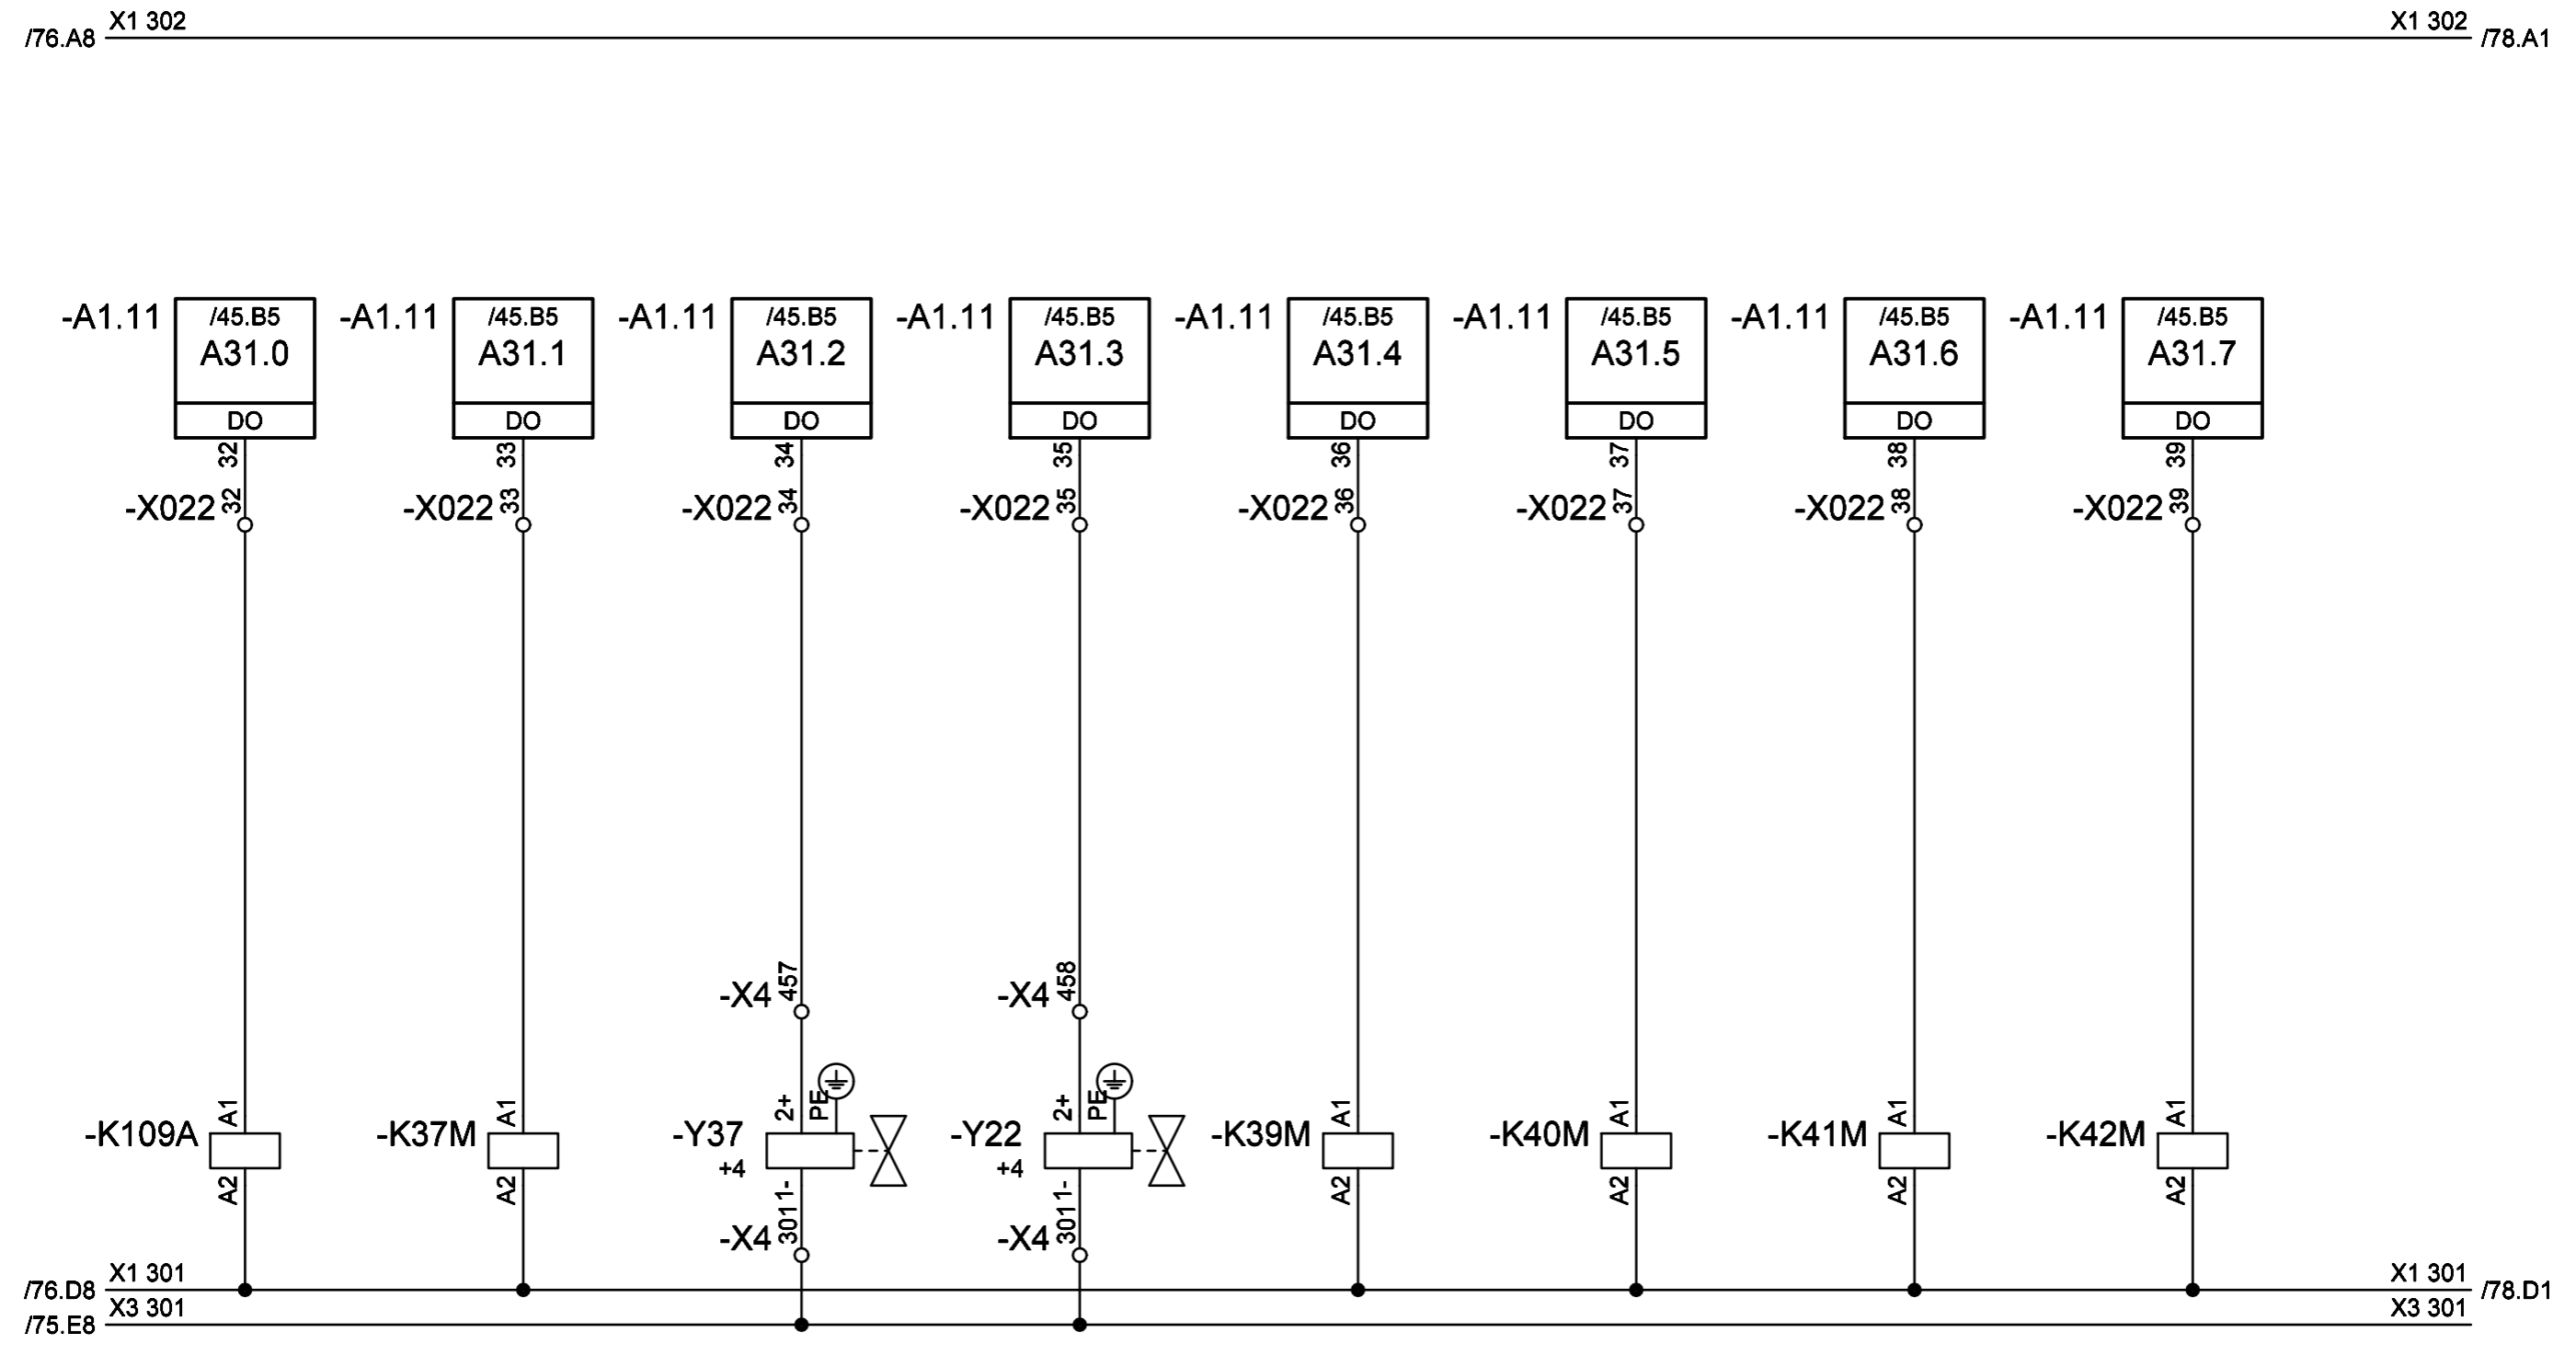 X1 302 X1 302
/76.A8 /78.A1
-A1.11 /45.B5 -A1.11 /45.B5 -A1.11 /45.B5 -A1.11 /45.B5 -A1.11 /45.B5 -A1.11 /45.B5 -A1.11 /45.B5 -A1.11 /45.B5
A31.0 A31.1 A31.2 A31.3 A31.4 A31.5 A31.6 A31.7
DO DO DO DO DO DO DO DO
32 33 34 35 36 37 38 39
-X022 32 -X022 33 -X022 34 -X022 35 -X022 36 -X022 37 -X022 38 -X022 39
-X4 457 -X4 458
A1 A1 2+ PE 2+ PE A1 A1 A1 A1
-K109A -K37M -Y37 -Y22 -K39M -K40M -K41M -K42M
+4 +4
A2 A2 1- 1- A2 A2 A2 A2
-X4 301 -X4 301
X1 301 X1 301
/76.D8 /78.D1
X3 301 X3 301
/75.E8